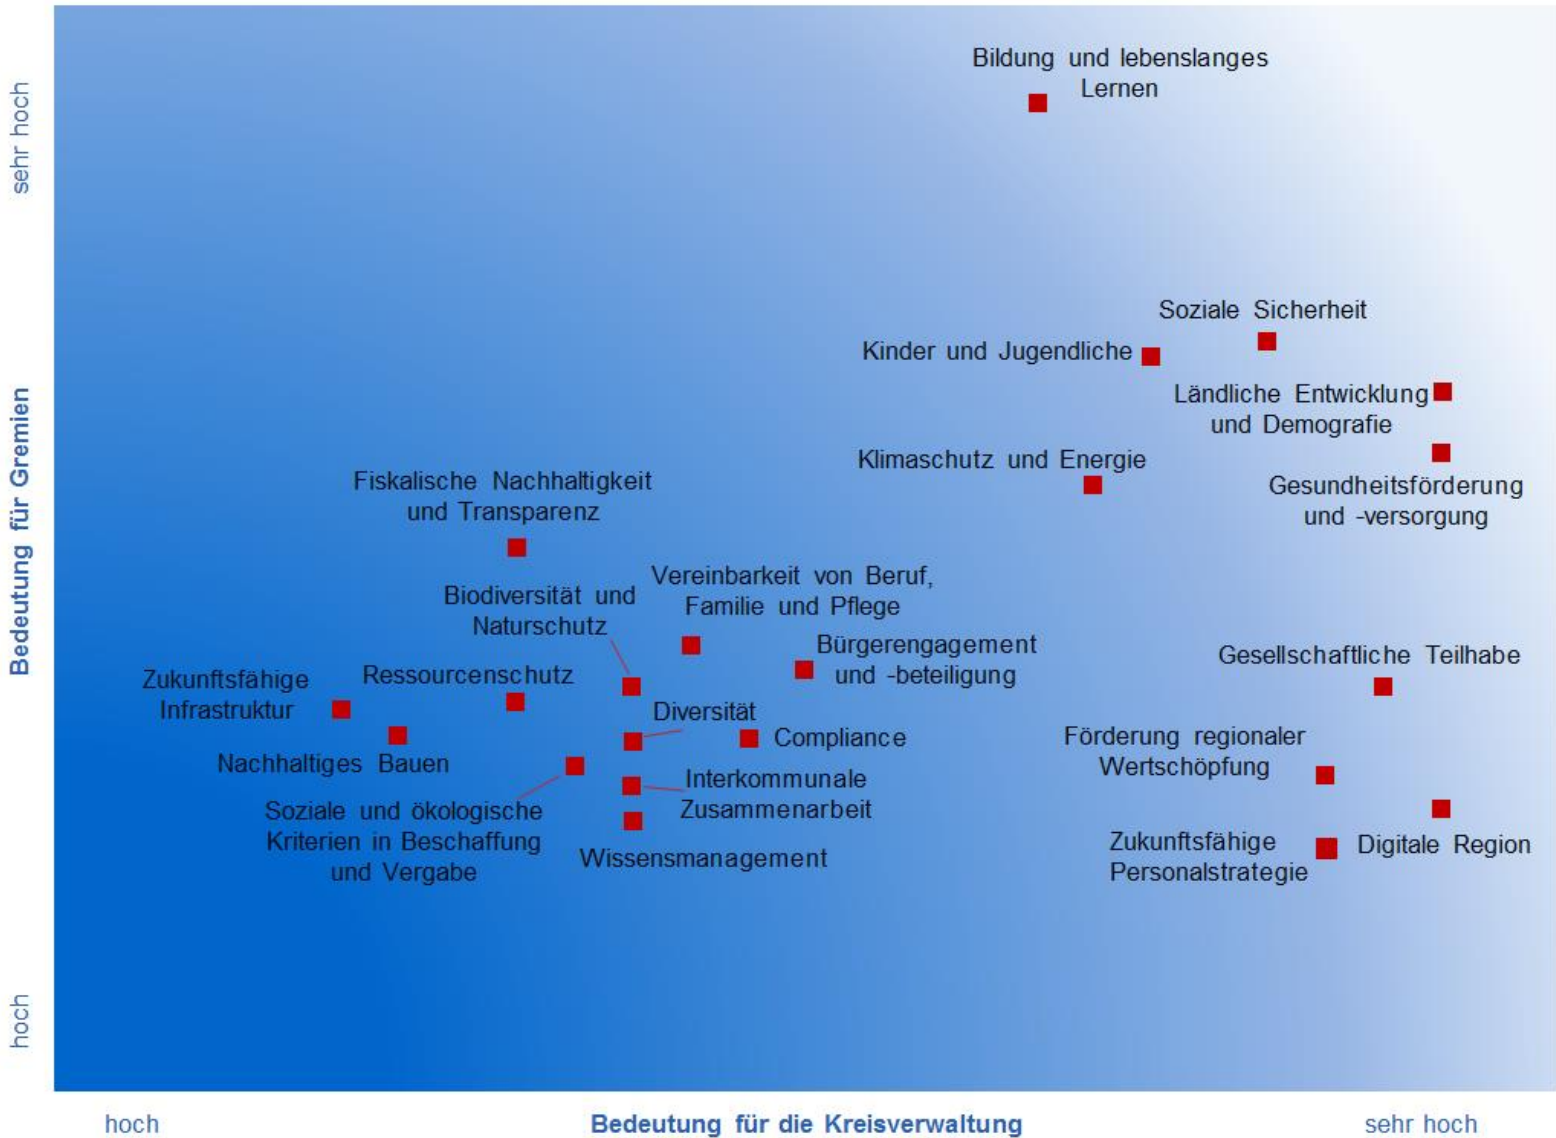 Bildung und lebenslanges
Lernen
sehr hoch
Soziale Sicherheit
Kinder und Jugendliche
Ländliche Entwicklung
und Demografie
Klimaschutz und Energie
Gesundheitsförderung
und -versorgung
Fiskalische Nachhaltigkeit
und Transparenz
Bedeutung für Gremien
Vereinbarkeit von Beruf,
Familie und Pflege
Biodiversität und
Naturschutz
Bürgerengagement
und -beteiligung
Gesellschaftliche Teilhabe
Ressourcenschutz
Zukunftsfähige
Infrastruktur
Diversität
Compliance
Förderung regionaler
Wertschöpfung
Nachhaltiges Bauen
Interkommunale
Zusammenarbeit
Soziale und ökologische
Kriterien in Beschaffung
und Vergabe
Wissensmanagement
Zukunftsfähige
Personalstrategie
Digitale Region
hoch
hoch
Bedeutung für die Kreisverwaltung
sehr hoch